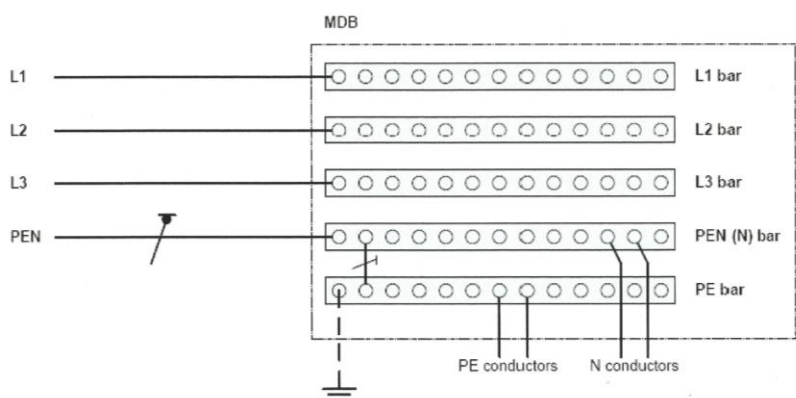 MDB
L1 L1 bar
L2 L2 bar
L3 L3 bar
PEN PEN (N) bar
PE bar
PE conductors N conductors